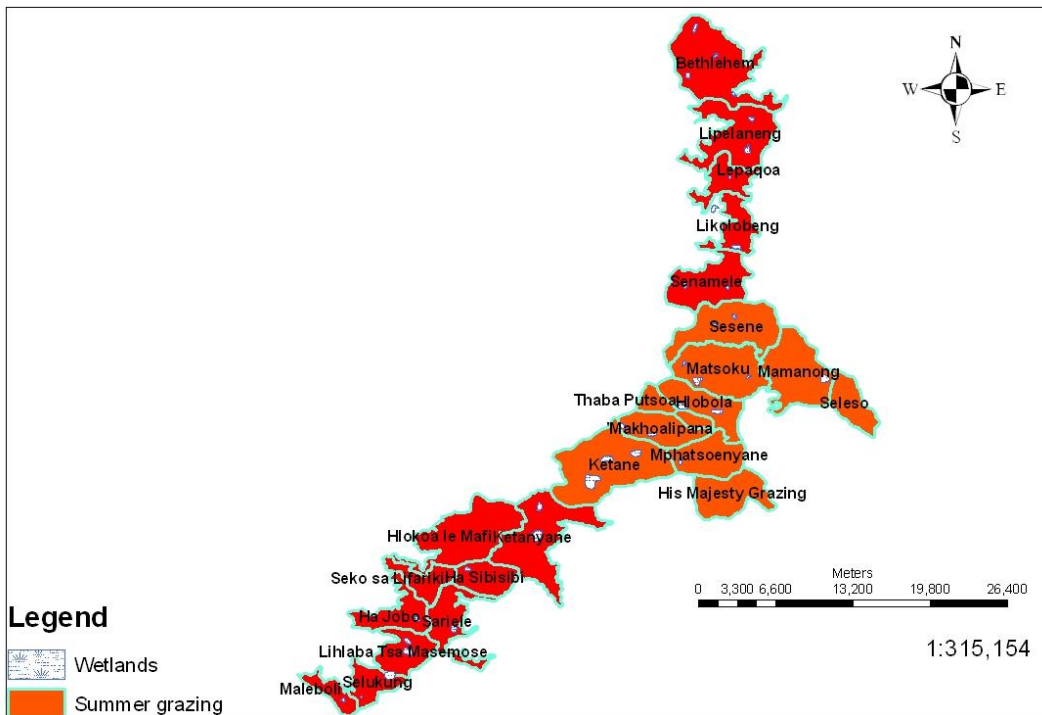 Bethlehem
N
W
E
S
Lipelaneng
Lepaqoa
Likolobeng
Senamele
Sesene
Matsoku
Mamanong
Thaba Putsoa
Hlobola
Seleso
'Makhoalipana
Ketane
Mphatsoenyane
His Majesty Grazing
Hlokoa le Mafi
Ketanyane
Seko sa Lifariki
Ha Sibisibi
Ha Jobo
Sariele
Lihlaba Tsa Masemose
Selukung
Maleboli
Meters
0 3,300 6,600 13,200 19,800 26,400
1:315,154
Legend
Wetlands
Summer grazing